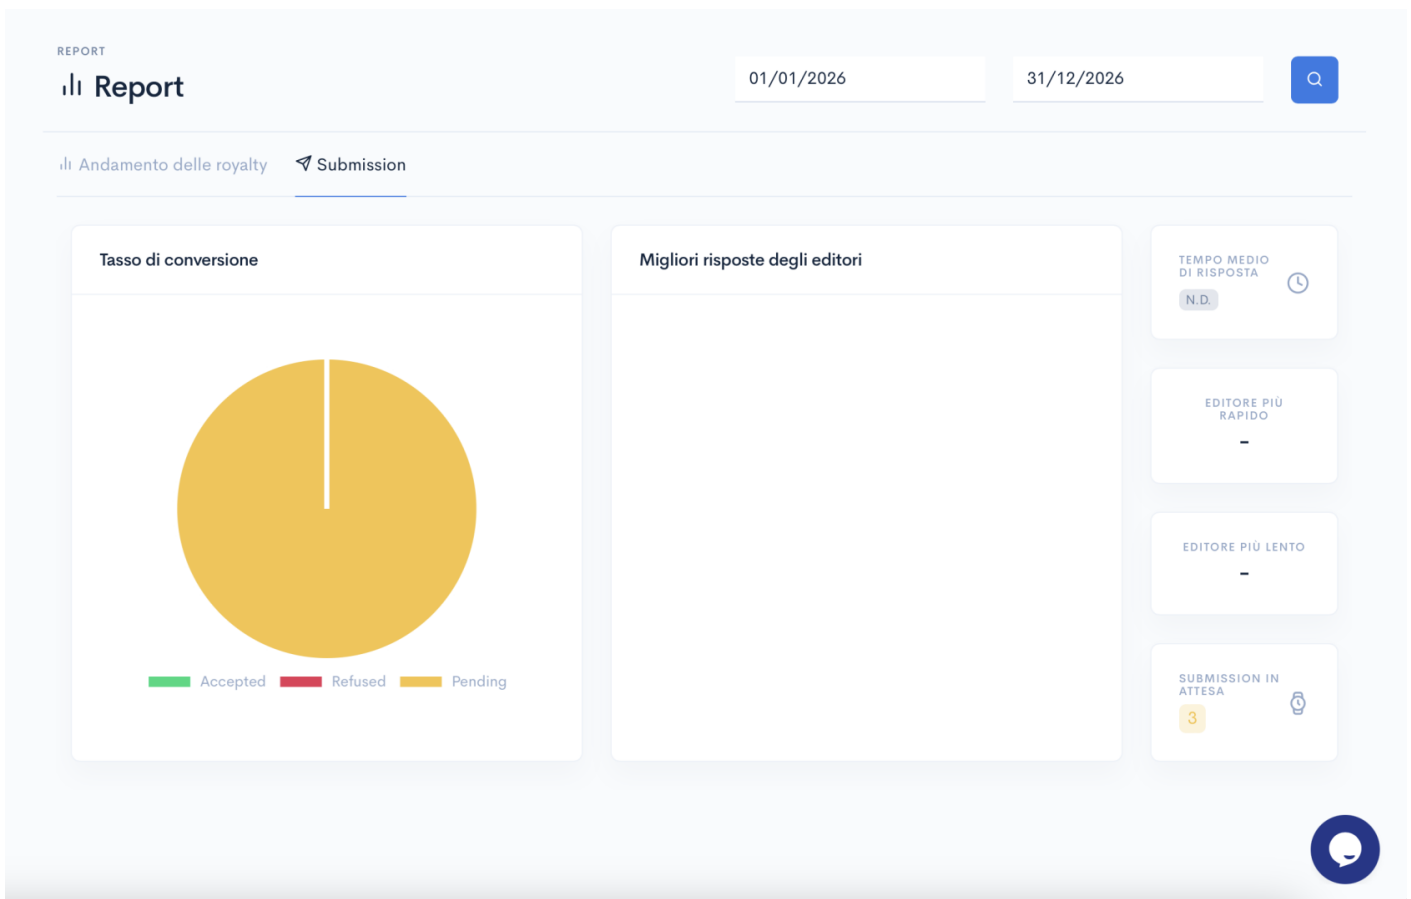 REPORT
Report
01/01/2026
31/12/2026
Andamento delle royalty
Submission
Tasso di conversione
Accepted
Refused
Pending
Migliori risposte degli editori
TEMPO MEDIO
DI RISPOSTA
N.D.
EDITORE PIÙ
RAPIDO
-
EDITORE PIÙ LENTO
-
SUBMISSION IN
ATTESA
3